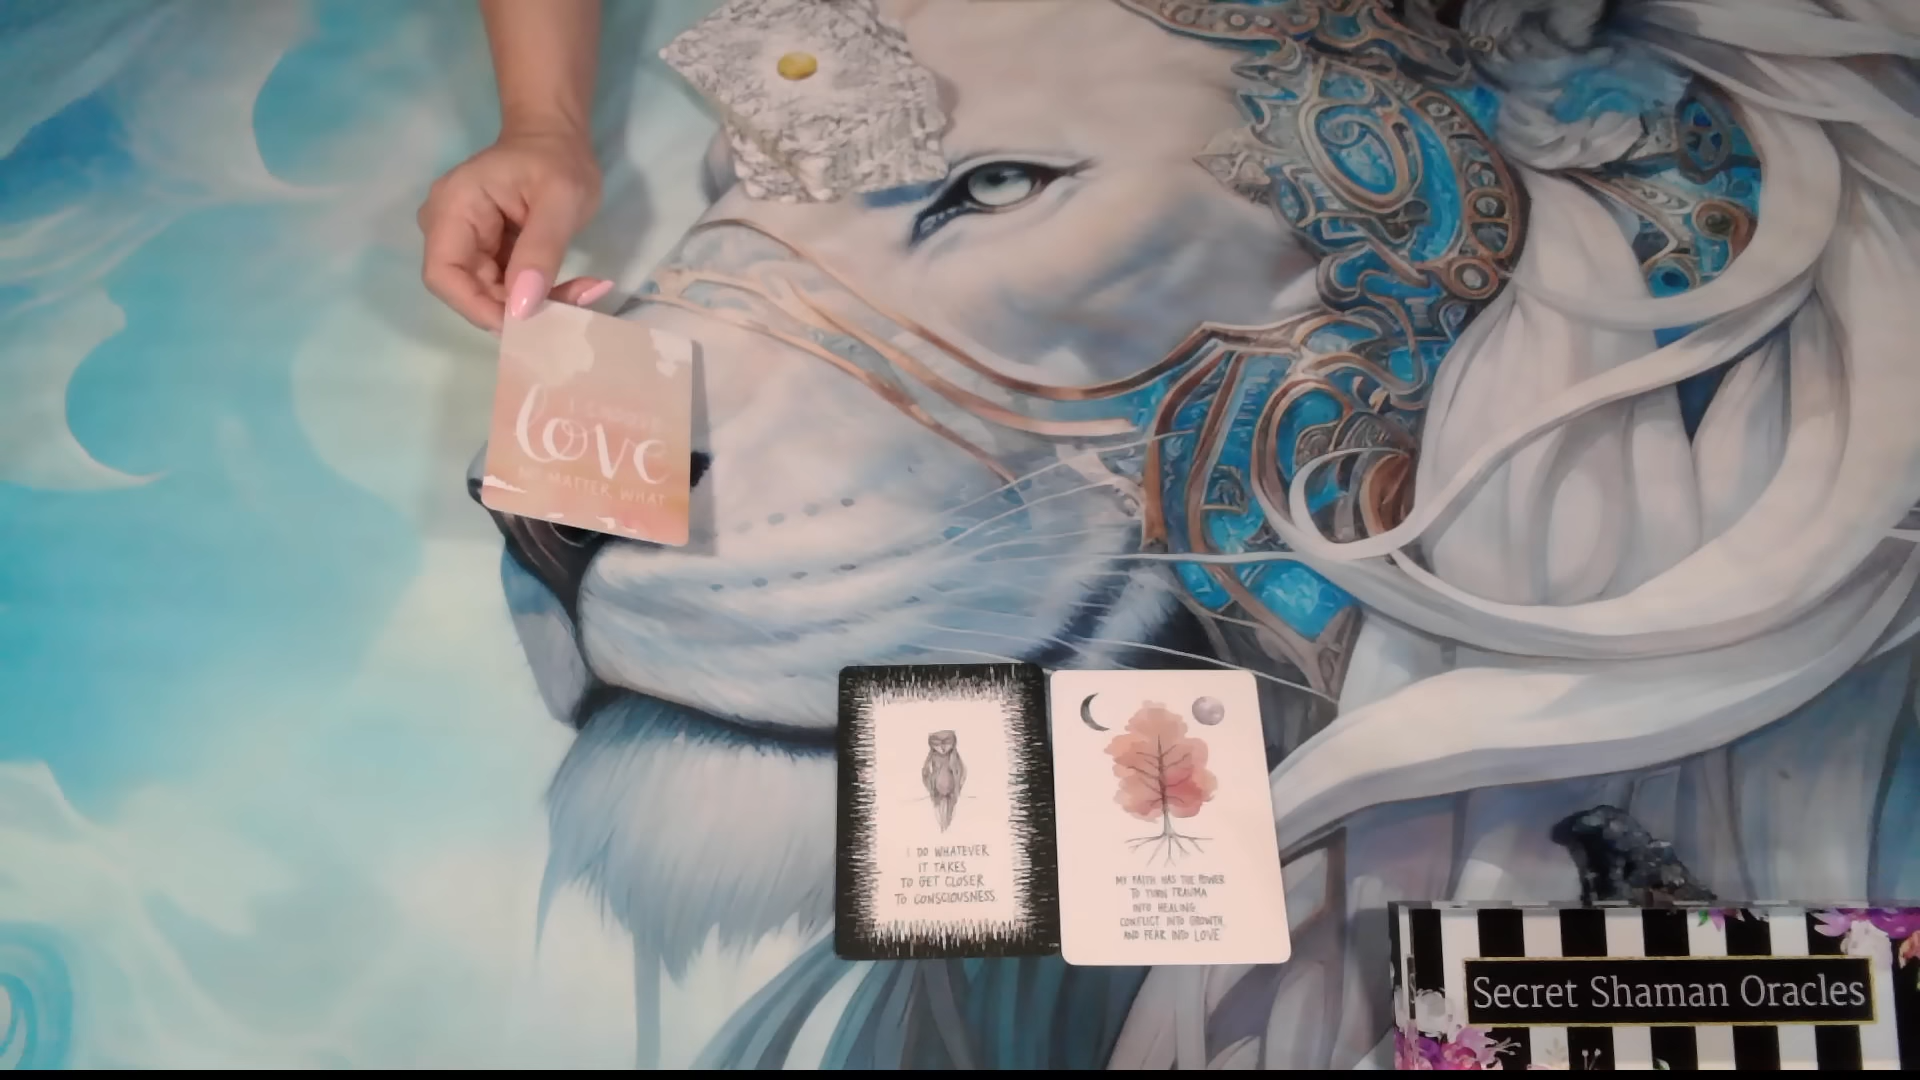 I CHOOSE
love
NO MATTER WHAT
I DO WHATEVER
IT TAKES
TO GET CLOSER
TO CONSCIOUSNESS.
MY FAITH HAS THE POWER
TO TURN TRAUMA
INTO HEALING,
CONFLICT INTO GROWTH,
AND FEAR INTO LOVE.
Secret Shaman Oracles